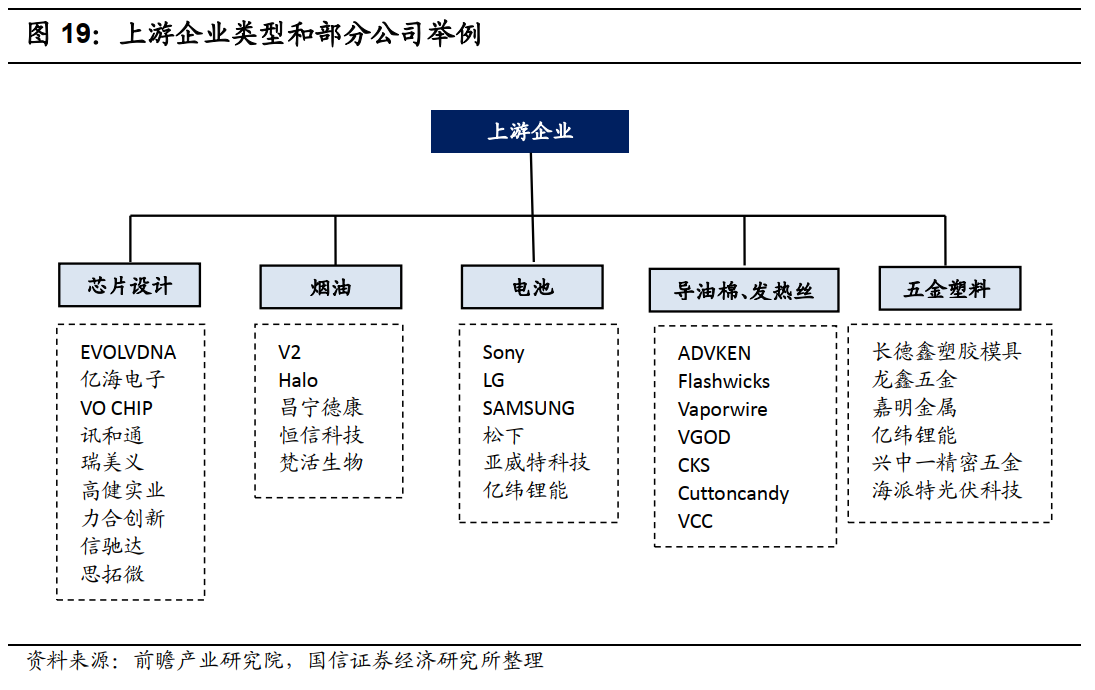 图 19：上游企业类型和部分公司举例
上游企业
芯片设计
EVOLVDNA
亿海电子
VO CHIP
讯和通
瑞美义
高健实业
力合创新
信驰达
思拓微
烟油
V2
Halo
昌宁德康
恒信科技
梵活生物
电池
Sony
LG
SAMSUNG
松下
亚威特科技
亿纬锂能
导油棉、发热丝
ADVKEN
Flashwicks
Vaporwire
VGOD
CKS
Cuttoncandy
VCC
五金塑料
长德鑫塑胶模具
龙鑫五金
嘉明金属
亿纬锂能
兴中一精密五金
海派特光伏科技
资料来源：前瞻产业研究院，国信证券经济研究所整理